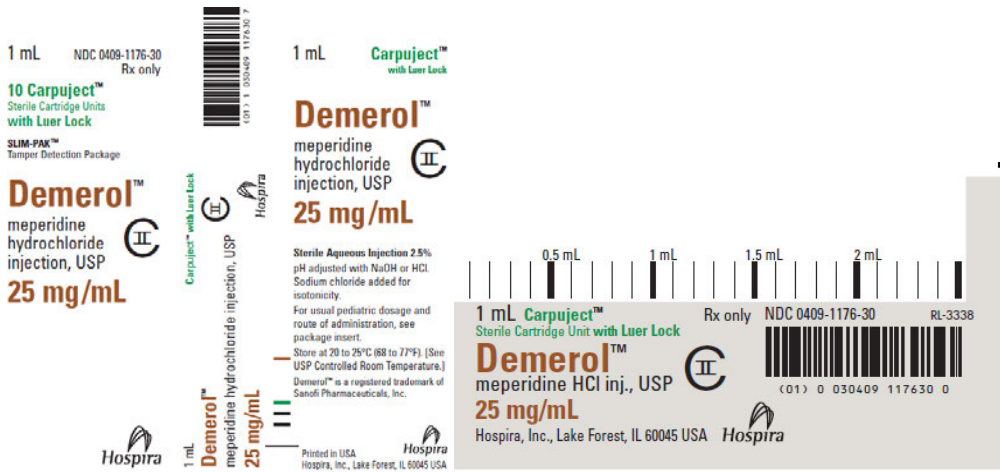 1 mL NDC 0409-1176-30
Rx only
10 Carpuject™
Sterile Cartridge Units
with Luer Lock
SLIM-PAK™
Tamper Detection Package
Demerol™
meperidine
hydrochloride
injection, USP
CII
25 mg/mL
Hospira
(01) 1 030409 117630 7
1 mL
Demerol™
meperidine hydrochloride injection, USP
25 mg/mL
Carpuject™ with Luer Lock
CII
Hospira
1 mL Carpuject™
with Luer Lock
Demerol™
meperidine
hydrochloride
injection, USP
CII
25 mg/mL
Sterile Aqueous Injection 2.5%
pH adjusted with NaOH or HCl.
Sodium chloride added for
isotonicity.
For usual pediatric dosage and
route of administration, see
package insert.
Store at 20 to 25°C (68 to 77°F). [See
USP Controlled Room Temperature.]
Demerol™ is a registered trademark of
Sanofi Pharmaceuticals, Inc.
Hospira
Printed in USA
Hospira, Inc., Lake Forest, IL 60045 USA
0.5 mL 1 mL 1.5 mL 2 mL
1 mL Carpuject™ Rx only NDC 0409-1176-30 RL-3338
Sterile Cartridge Unit with Luer Lock
Demerol™
CII
meperidine HCl inj., USP
(01) 0 030409 117630 0
25 mg/mL
Hospira, Inc., Lake Forest, IL 60045 USA Hospira